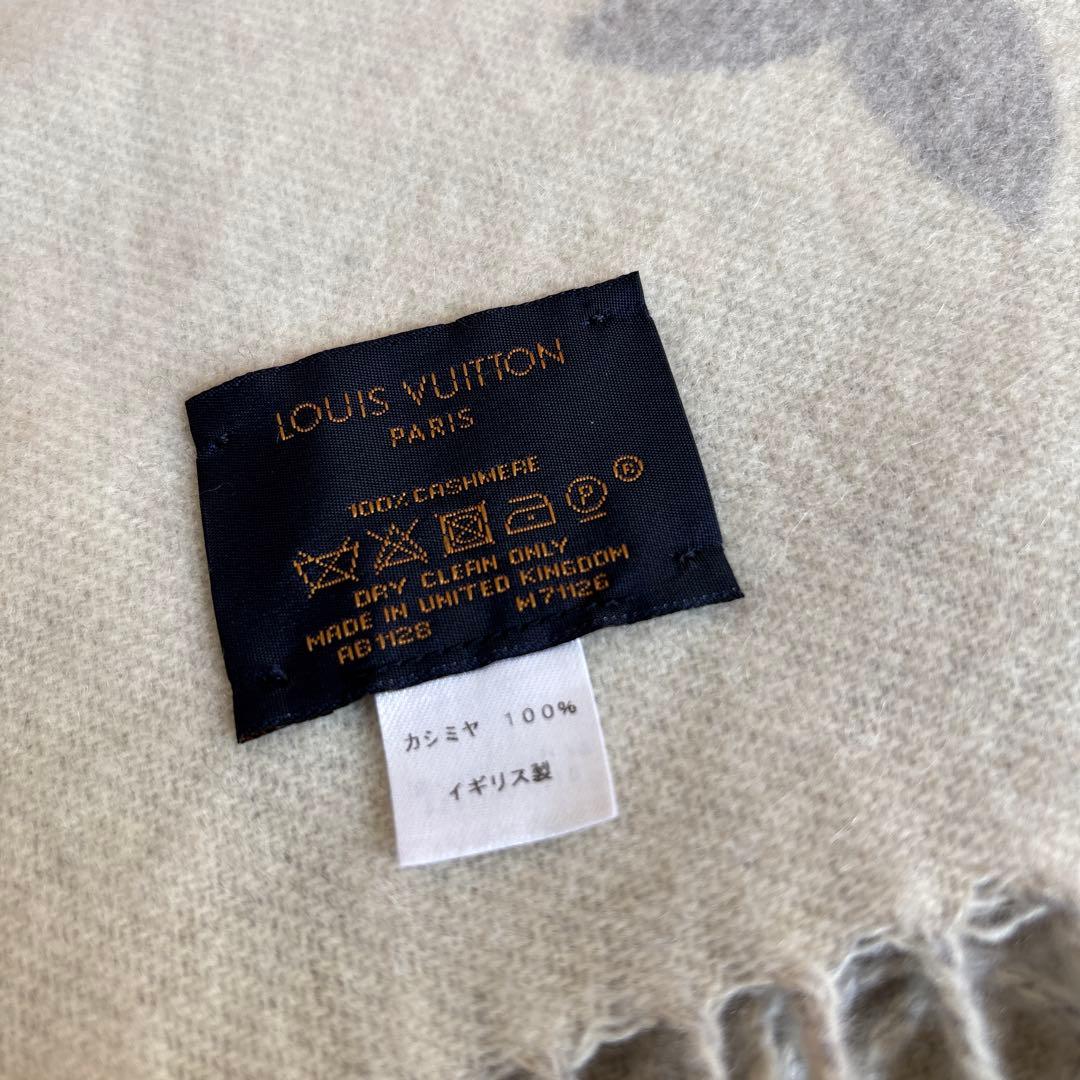 LOUIS VUITTON
PARIS
100% CASHMERE
P ®
DRY CLEAN ONLY
MADE IN UNITED KINGDOM
AG1128 M71126
カシミヤ 100%
イギリス製